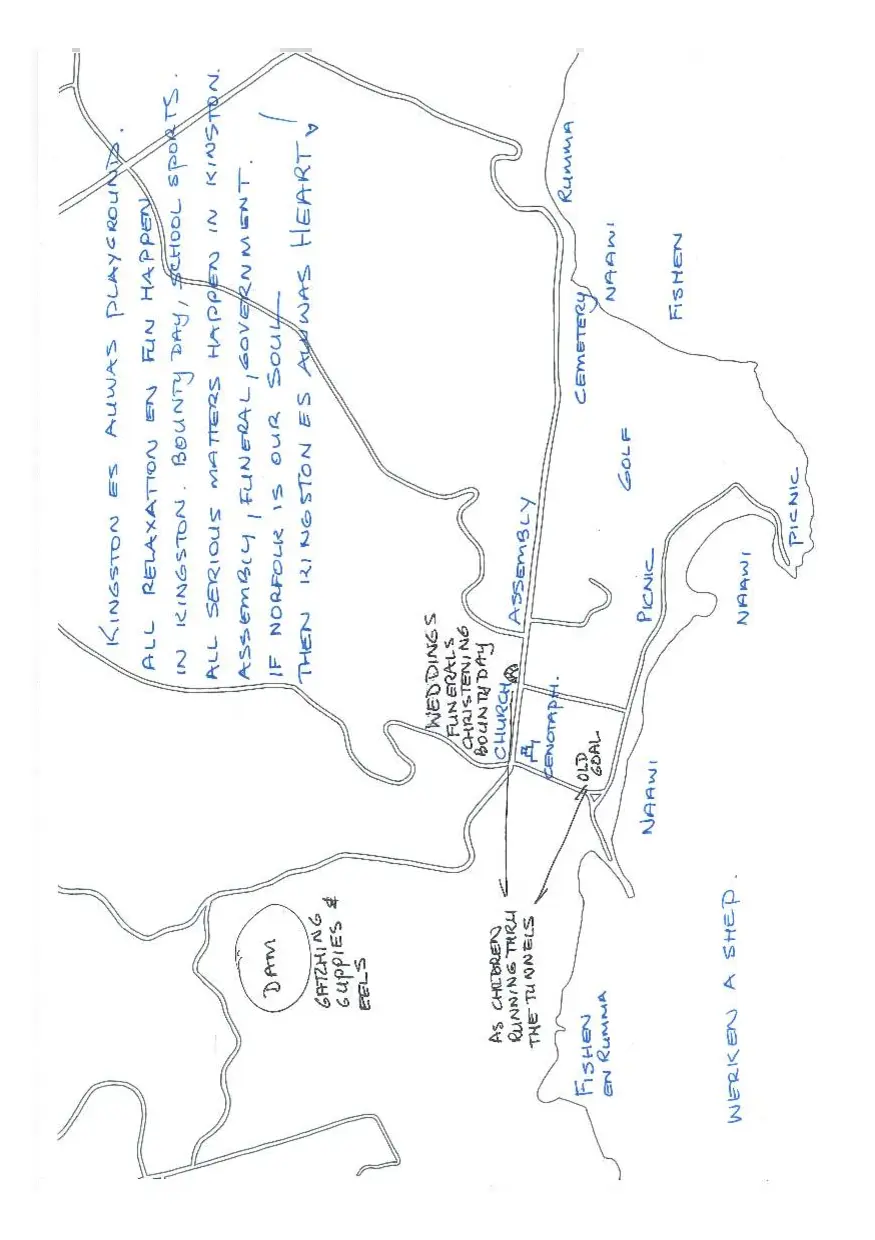 KINGSTON ES AUWAS PLAYGROUND.
ALL RELAXATION EN FUN HAPPEN
IN KINGSTON. BOUNTY DAY, SCHOOL SPORTS.
ALL SERIOUS MATTERS HAPPEN IN KINSTON.
ASSEMBLY, FUNERAL, GOVERNMENT.
IF NORFOLK IS OUR SOUL
THEN KINGSTON ES AUWAS HEART!
WEDDINGS
FUNERALS
CHRISTENING
BOUNTY DAY
CHURCH
ASSEMBLY
CENOTAPH.
OLD
GOAL
CEMETERY
RUMMA
NAAWI
FISHEN
GOLF
PICNIC
PICNIC
NAAWI
NAAWI
DAM
CATCHING
GUPPIES &
EELS
AS CHILDREN
RUNNING THRU
THE TUNNELS
FISHEN
EN RUMMA
WERKEN A SHEP.